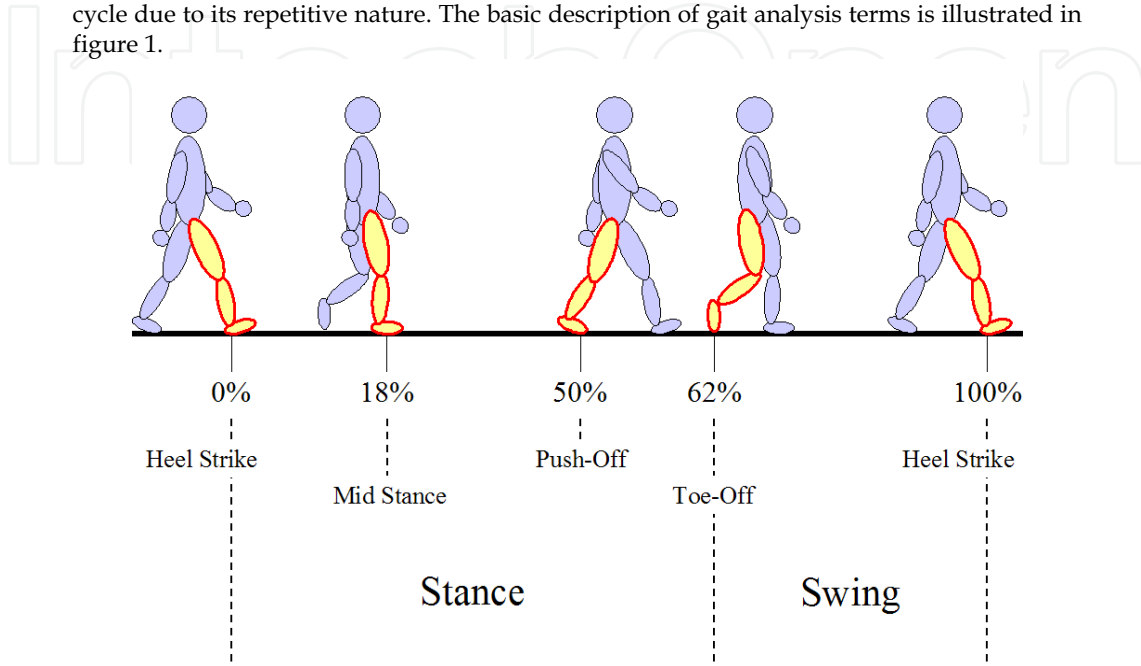 cycle due to its repetitive nature. The basic description of gait analysis terms is illustrated in
figure 1.
IntechOpen
0%
18%
50%
62%
100%
Heel Strike
Push-Off
Heel Strike
Mid Stance
Toe-Off
Stance
Swing